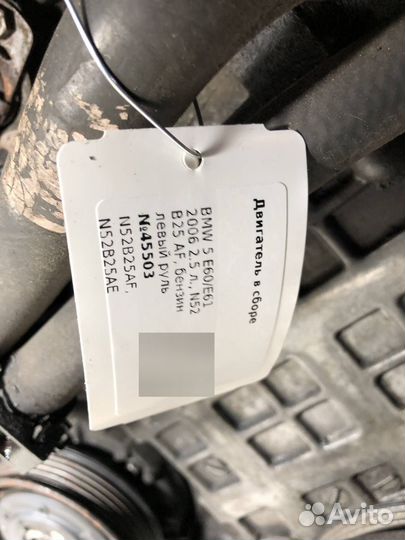 Двигатель в сборе
BMW 5 E60/E61
2006 2.5 л., N52
B25 AF, бензин
левый руль
№45503
N52B25AF,
N52B25AE
Avito